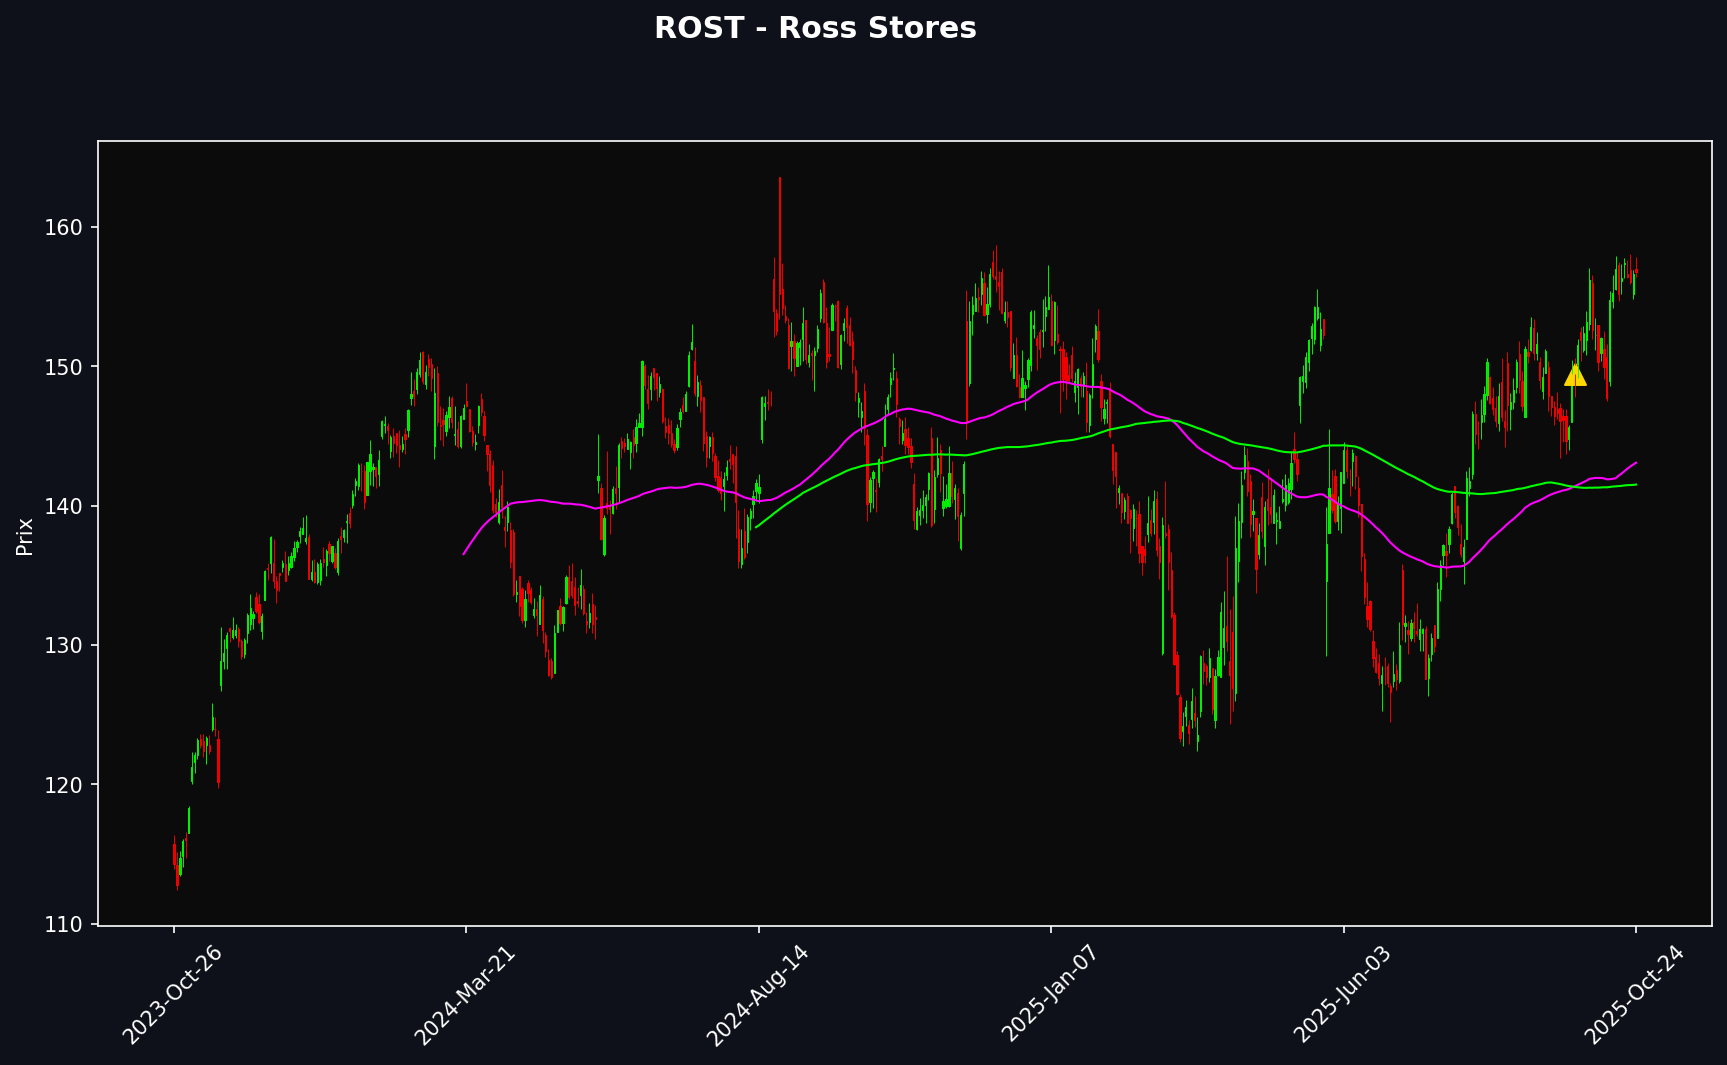 ROST - Ross Stores
Prix
160
150
140
130
120
110
2023-Oct-26
2024-Mar-21
2024-Aug-14
2025-Jan-07
2025-Jun-03
2025-Oct-24